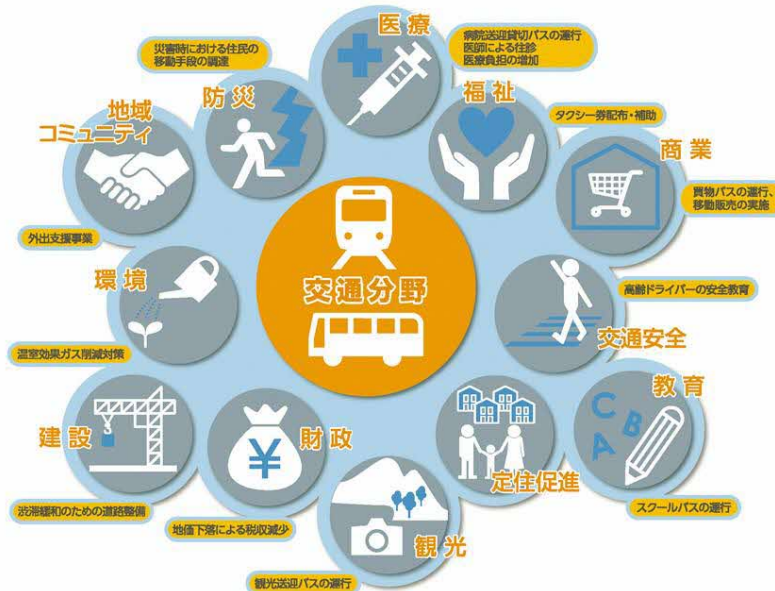 医療
病院送迎貸切バスの運行
医師による往診
医療負担の増加
災害時における住民の
移動手段の調達
防災
福祉
タクシー券配布・補助
地域
コミュニティ
商業
買物バスの運行、
移動販売の実施
外出支援事業
環境
交通分野
高齢ドライバーの安全教育
交通安全
温室効果ガス削減対策
教育
C
B
A
建設
財政
¥
定住促進
渋滞緩和のための道路整備
地価下落による税収減少
スクールバスの運行
観光
観光送迎バスの運行